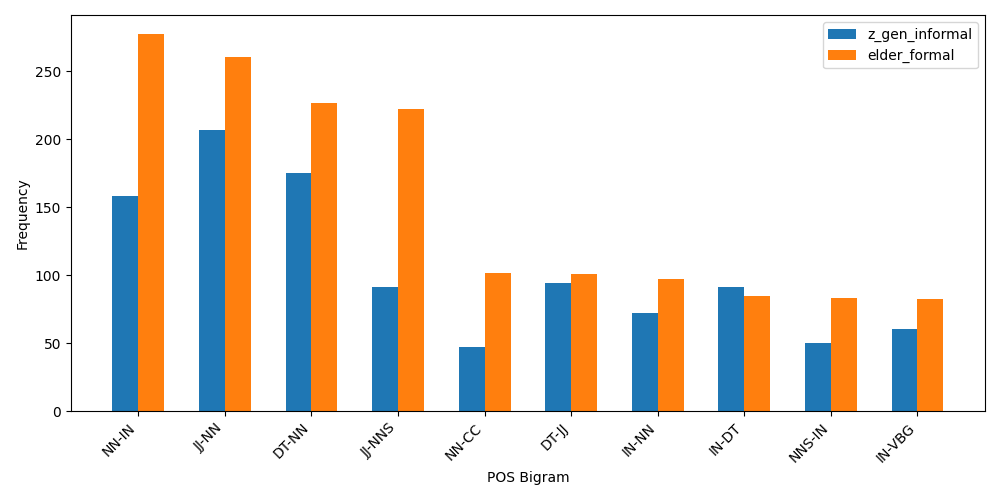 z_gen_informal
elder_formal
Frequency
250
200
150
100
50
0
NN-IN
JJ-NN
DT-NN
JJ-NNS
NN-CC
DT-JJ
IN-NN
IN-DT
NNS-IN
IN-VBG
POS Bigram